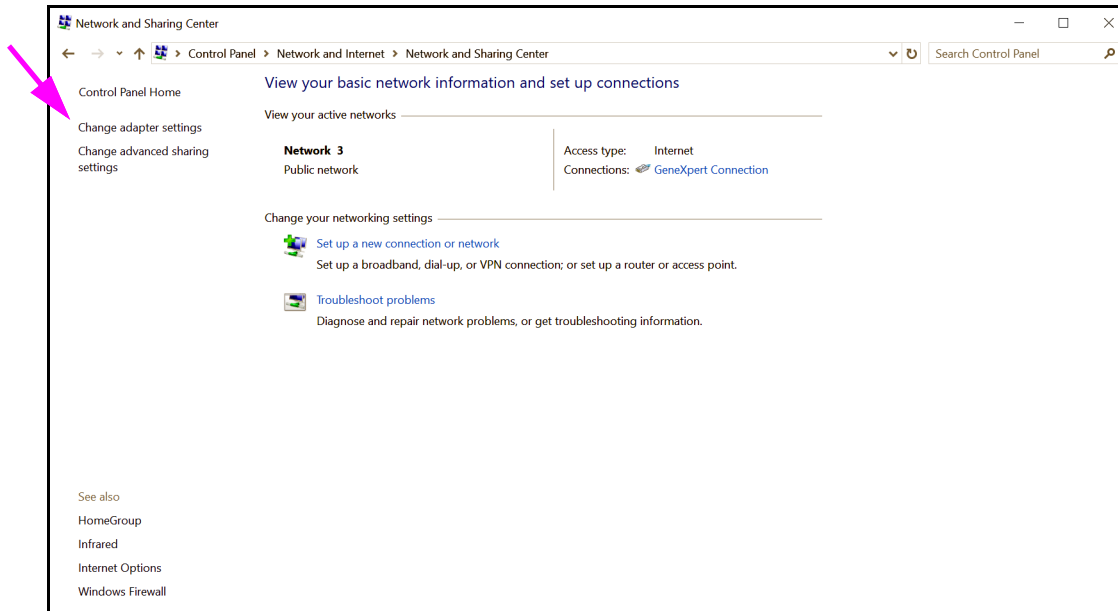 Network and Sharing Center
Control Panel > Network and Internet > Network and Sharing Center
Search Control Panel
Control Panel Home
Change adapter settings
Change advanced sharing
settings
View your basic network information and set up connections
View your active networks
Network 3
Public network
Access type: Internet
Connections: GeneXpert Connection
Change your networking settings
Set up a new connection or network
Set up a broadband, dial-up, or VPN connection; or set up a router or access point.
Troubleshoot problems
Diagnose and repair network problems, or get troubleshooting information.
See also
HomeGroup
Infrared
Internet Options
Windows Firewall